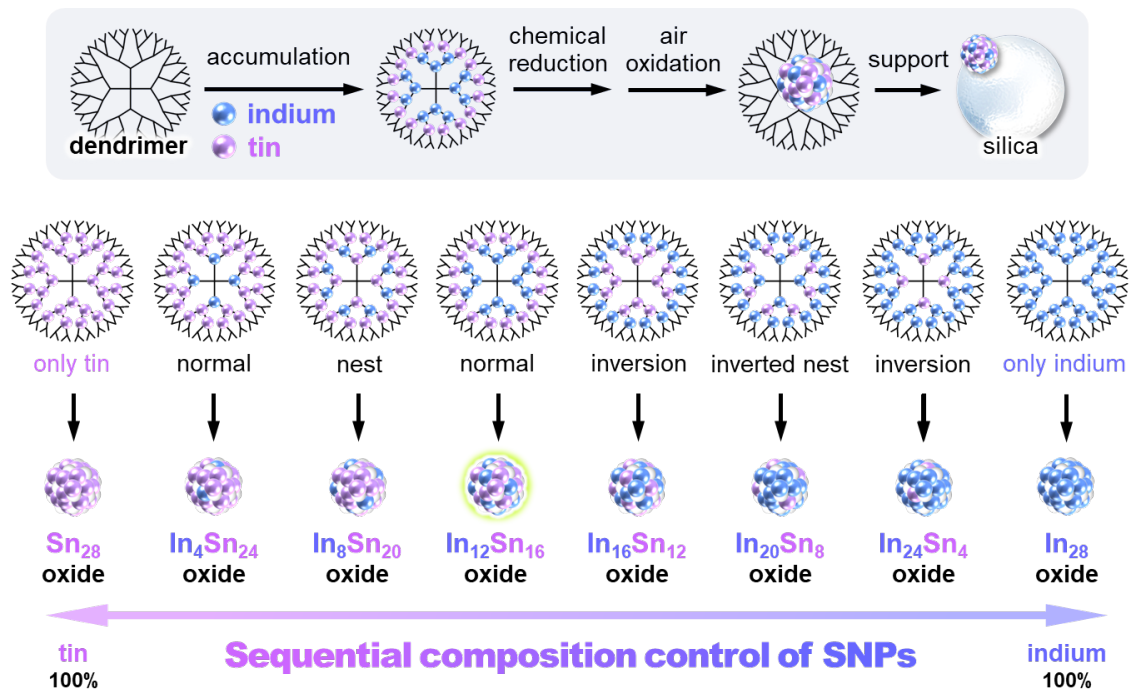 accumulation
chemical
reduction
air
oxidation
support
indium
tin
dendrimer
silica
only tin
normal
nest
normal
inversion
inverted nest
inversion
only indium
Sn₂₈
oxide
In₄Sn₂₄
oxide
In₈Sn₂₀
oxide
In₁₂Sn₁₆
oxide
In₁₆Sn₁₂
oxide
In₂₀Sn₈
oxide
In₂₄Sn₄
oxide
In₂₈
oxide
tin
100%
Sequential composition control of SNPs
indium
100%